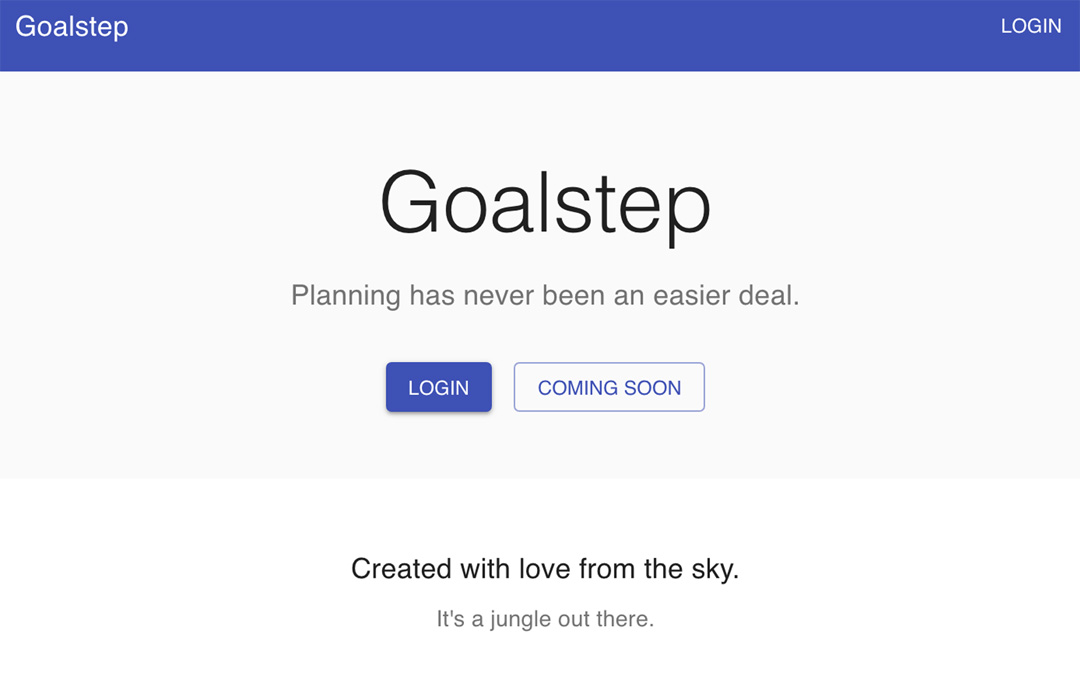 Goalstep
LOGIN
Goalstep
Planning has never been an easier deal.
LOGIN
COMING SOON
Created with love from the sky.
It's a jungle out there.